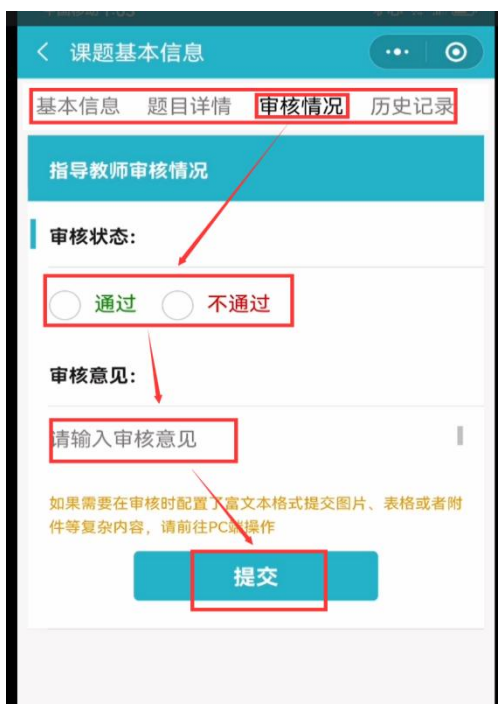 课题基本信息
基本信息 题目详情 审核情况 历史记录
指导教师审核情况
审核状态:
通过 不通过
审核意见:
请输入审核意见
如果需要在审核时配置了富文本格式提交图片、表格或者附
件等复杂内容，请前往PC端操作
提交